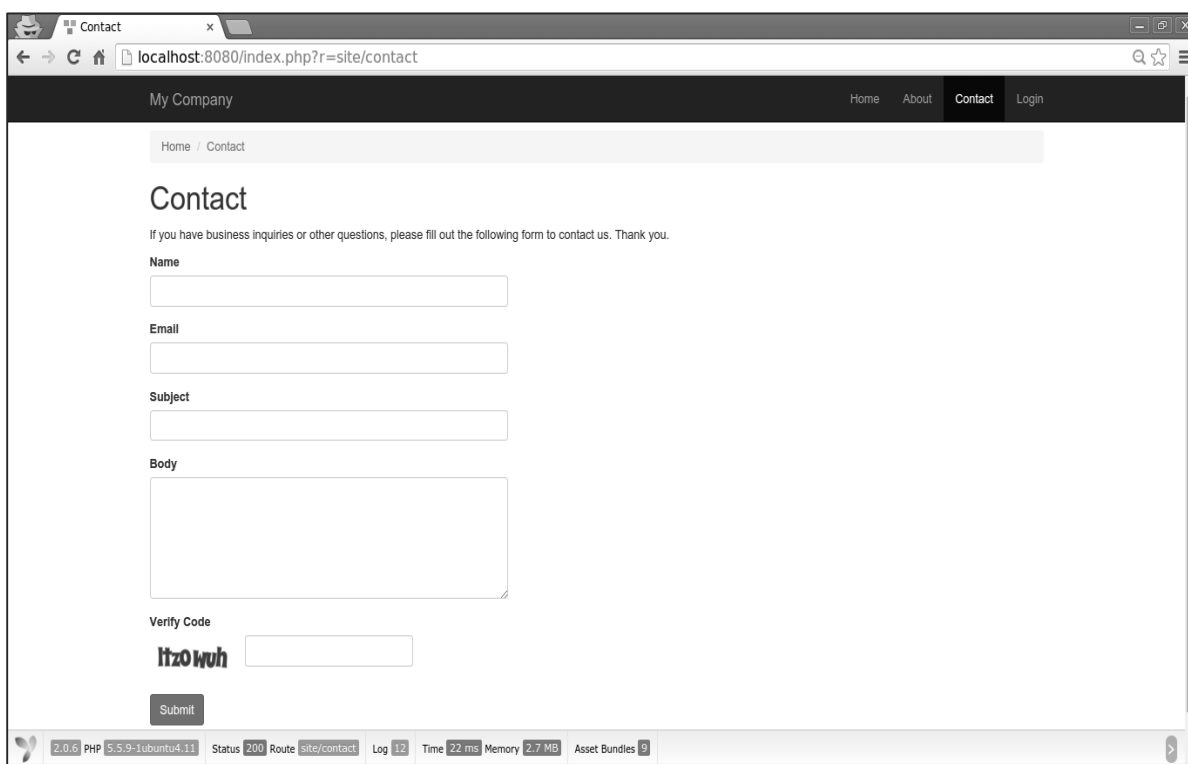 Contact
localhost:8080/index.php?r=site/contact
My Company Home About Contact Login
Home / Contact
Contact
If you have business inquiries or other questions, please fill out the following form to contact us. Thank you.
Name
Email
Subject
Body
Verify Code
Submit
2.0.6 PHP 5.5.9-1ubuntu4.11 Status 200 Route site/contact Log 12 Time 22 ms Memory 2.7 MB Asset Bundles 9